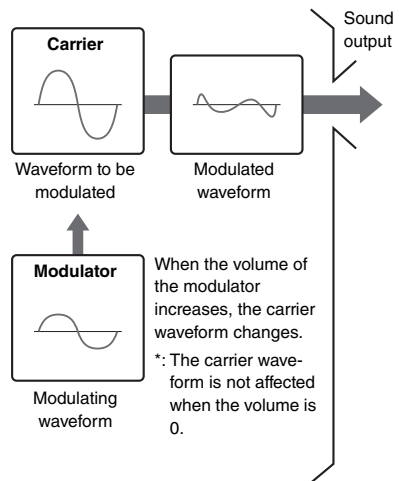 Sound
output
Carrier
Waveform to be
modulated
Modulated
waveform
Modulator
Modulating
waveform
When the volume of
the modulator
increases, the carrier
waveform changes.
*: The carrier wave-
form is not affected
when the volume is
0.